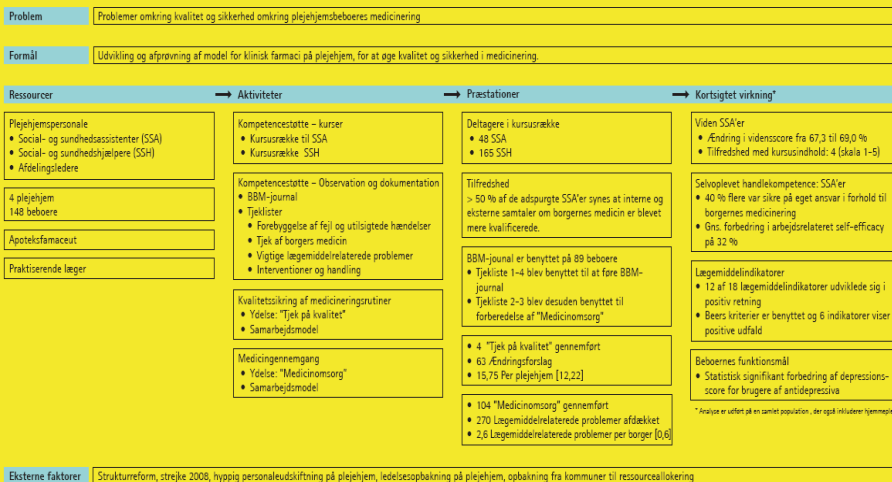 Problem
Problemer omkring kvalitet og sikkerhed omkring plejehjemsbeboeres medicinering
Formål
Udvikling og afprøvning af model for klinisk farmaci på plejehjem, for at øge kvalitet og sikkerhed i medicinering.
Ressourcer → Aktiviteter → Præstationer → Kortsigtet virkning*
Plejehjemspersonale
• Social- og sundhedsassistenter (SSA)
• Social- og sundhedshjælpere (SSH)
• Afdelingsledere
4 plejehjem
148 beboere
Apoteksfarmaceut
Praktiserende læger
Kompetencestøtte – kurser
• Kursusrække til SSA
• Kursusrække SSH
Kompetencestøtte – Observation og dokumentation
• BBM-journal
• Tjeklister
• Forebyggelse af fejl og utilsigtede hændelser
• Tjek af borgers medicin
• Vigtige lægemiddelrelaterede problemer
• Interventioner og handling
Kvalitetssikring af medicineringsrutiner
• Ydelse: "Tjek på kvalitet"
• Samarbejdsmodel
Medicingennemgang
• Ydelse: "Medicinomsorg"
• Samarbejdsmodel
Deltagere i kursusrække
• 48 SSA
• 165 SSH
Tilfredshed
> 50 % af de adspurgte SSA'er synes at interne og
eksterne samtaler om borgernes medicin er blevet
mere kvalificerede.
BBM-jounal er benyttet på 89 beboere
• Tjekliste 1-4 blev benyttet til at føre BBM-
journal
• Tjekliste 2-3 blev desuden benyttet til
forberedelse af "Medicinomsorg"
• 4 "Tjek på kvalitet" gennemført
• 63 Ændringsforslag
• 15,75 Per plejehjem [12,22]
• 104 "Medicinomsorg" gennemført
• 270 Lægemiddelrelaterede problemer afdækket
• 2,6 Lægemiddelrelaterede problemer per borger [0,6]
Viden SSA'er
• Ændring i vidensscore fra 67,3 til 69,0 %
• Tilfredshed med kursusindhold: 4 (skala 1-5)
Selvoplevet handlekompetence: SSA'er
• 40 % flere var sikre på eget ansvar i forhold til
borgernes medicinering
• Gns. forbedring i arbejdsrelateret self-efficacy
på 32 %
Lægemiddelindikatorer
• 12 af 18 lægemiddelindikatorer udviklede sig i
positiv retning
• Beers kriterier er benyttet og 6 indikatorer viser
positive udfald
Beboernes funktionsmål
• Statistisk signifikant forbedring af depressions-
score for brugere af antidepressiva
* Analyse er udført på en samlet population , der også inkluderer hjemmeple
Eksterne faktorer
Strukturreform, strejke 2008, hyppig personaleudskiftning på plejehjem, ledelsesopbakning på plejehjem, opbakning fra kommuner til ressourceallokering